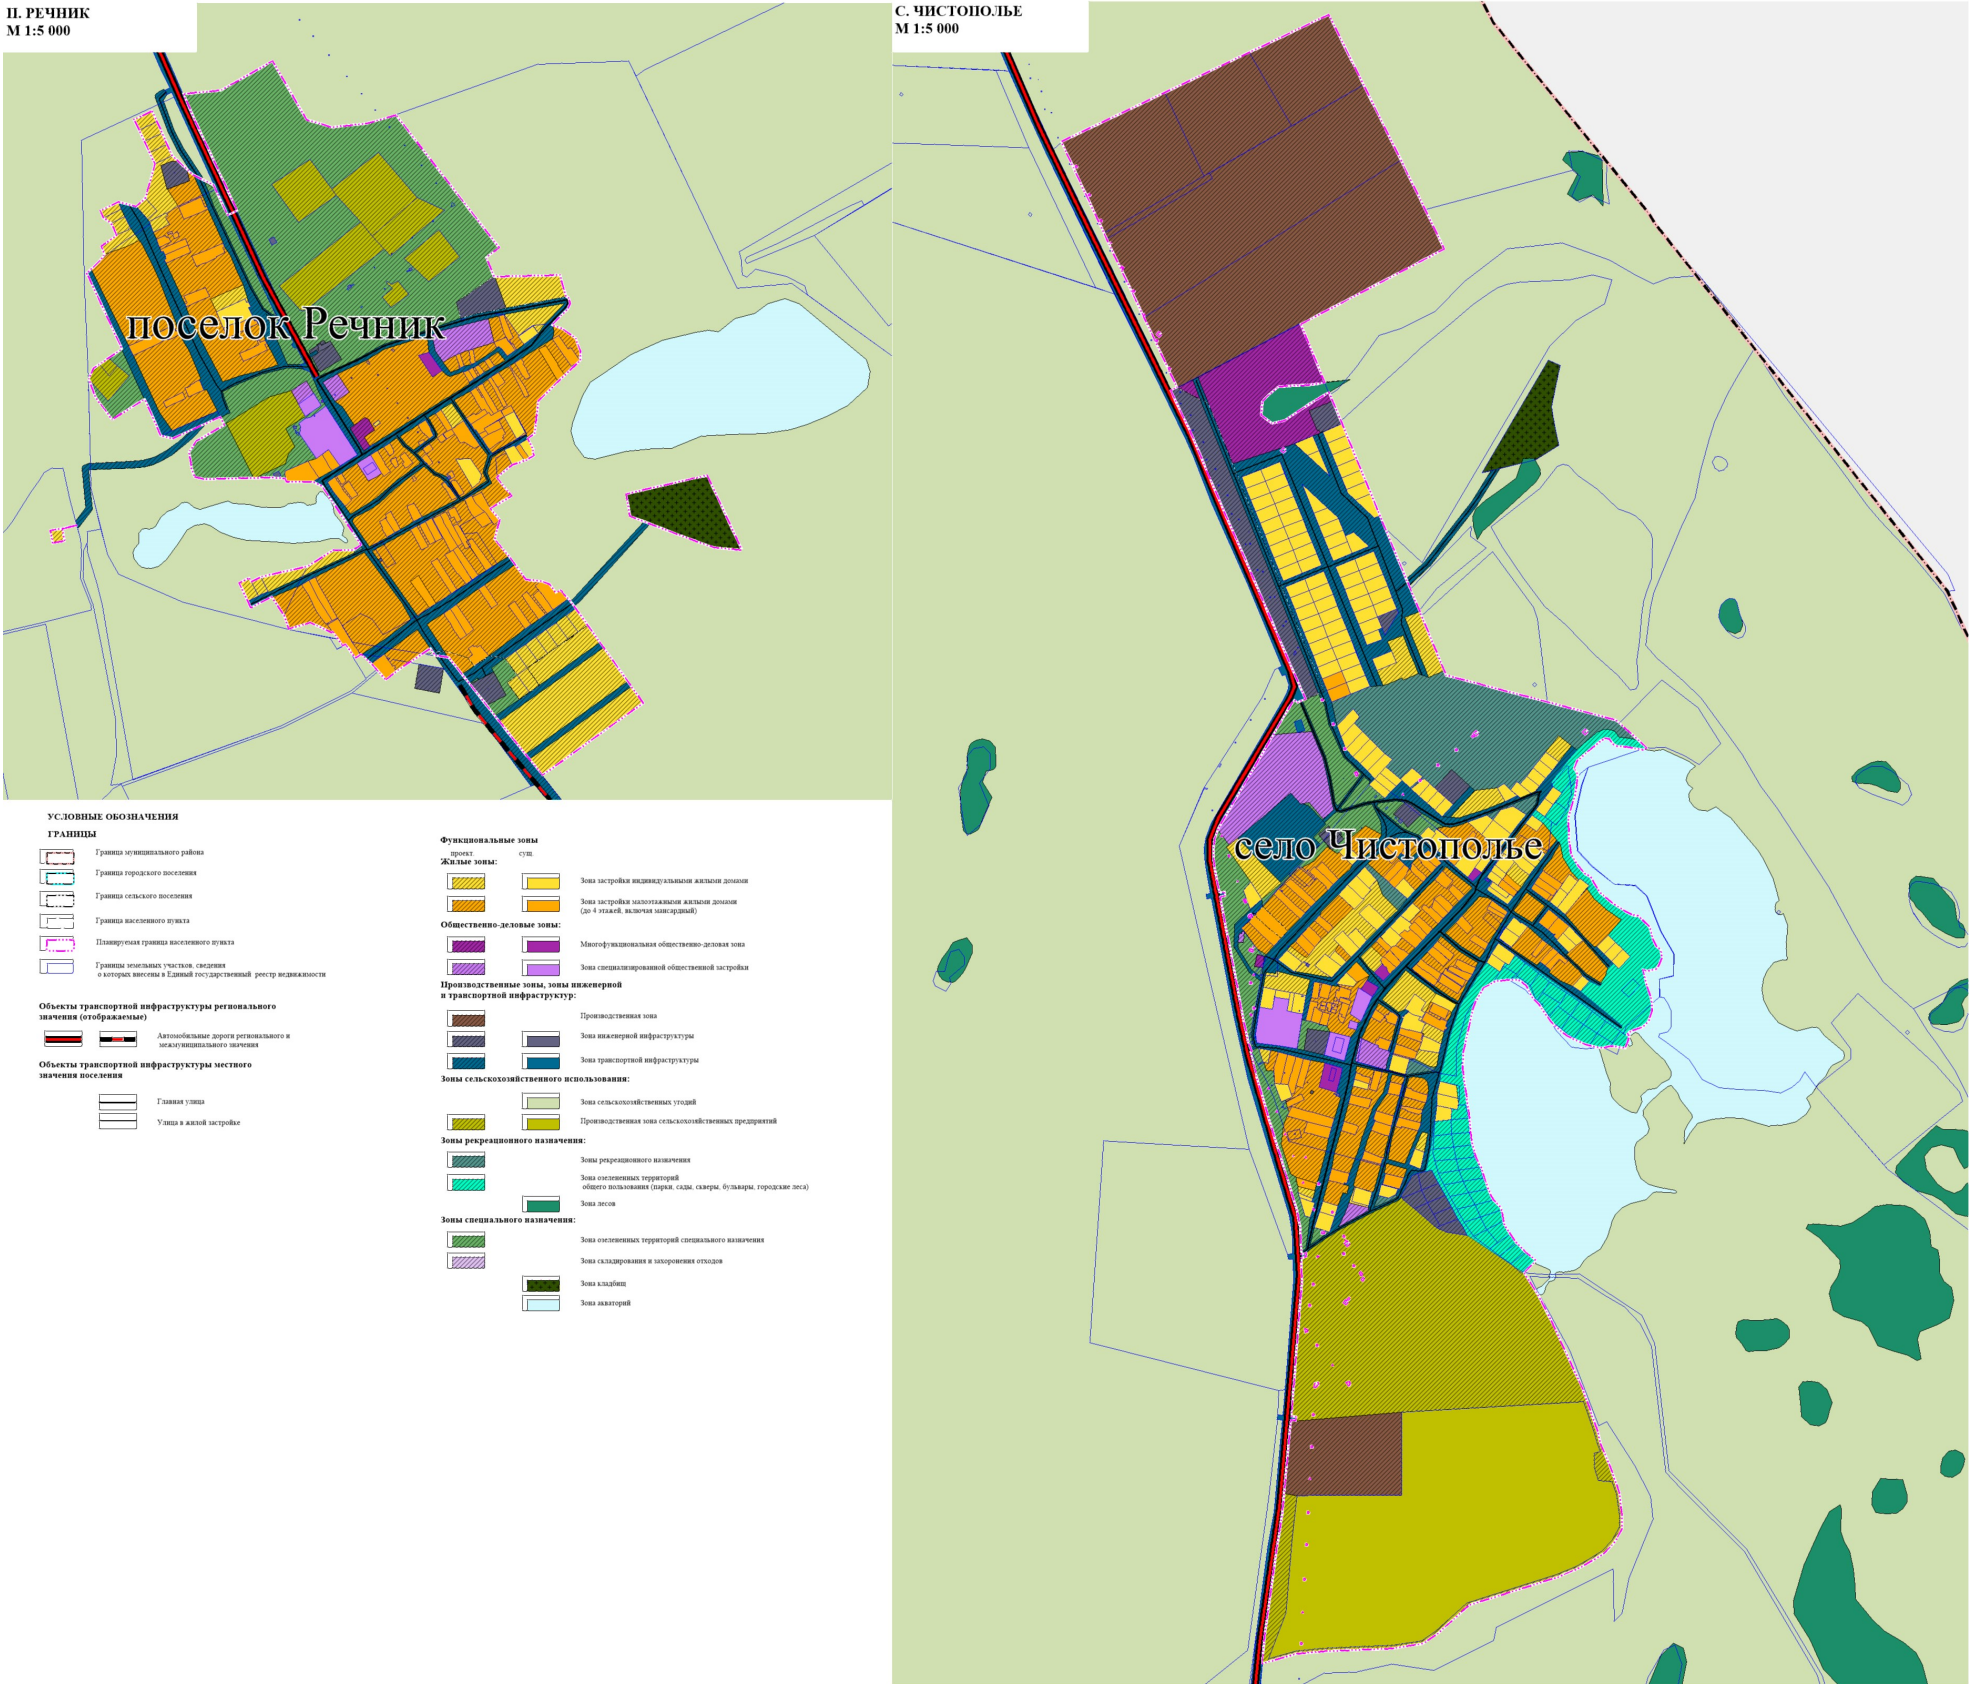 П. РЕЧНИК
М 1:5 000
поселок Речник
С. ЧИСТОПОЛЬЕ
М 1:5 000
село Чистополье
УСЛОВНЫЕ ОБОЗНАЧЕНИЯ
ГРАНИЦЫ
Граница муниципального района
Граница городского поселения
Граница сельского поселения
Граница населенного пункта
Планируемая граница населенного пункта
Границы земельных участков, сведения
о которых внесены в Единый государственный реестр недвижимости
Объекты транспортной инфраструктуры регионального
значения (отображаемые)
Автомобильные дороги регионального и
межмуниципального значения
Объекты транспортной инфраструктуры местного
значения поселения
Главная улица
Улица в жилой застройке
Функциональные зоны
проект. сущ.
Жилые зоны:
Зона застройки индивидуальными жилыми домами
Зона застройки малоэтажными жилыми домами
(до 4 этажей, включая мансардный)
Общественно-деловые зоны:
Многофункциональная общественно-деловая зона
Зона специализированной общественной застройки
Производственные зоны, зоны инженерной
и транспортной инфраструктур:
Производственная зона
Зона инженерной инфраструктуры
Зона транспортной инфраструктуры
Зоны сельскохозяйственного использования:
Зона сельскохозяйственных угодий
Производственная зона сельскохозяйственных предприятий
Зоны рекреационного назначения:
Зоны рекреационного назначения
Зона озелененных территорий
общего пользования (парки, сады, скверы, бульвары, городские леса)
Зона лесов
Зоны специального назначения:
Зона озелененных территорий специального назначения
Зона складирования и захоронения отходов
Зона кладбищ
Зона акваторий